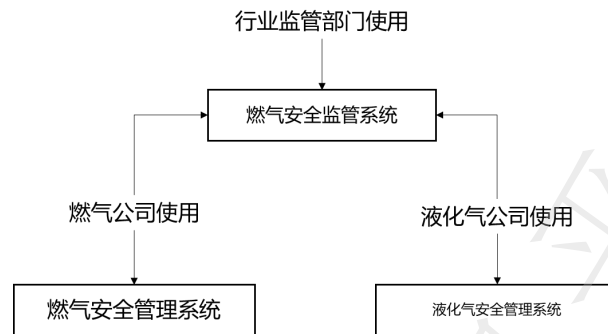 行业监管部门使用
燃气安全监管系统
燃气公司使用
液化气公司使用
燃气安全管理系统
液化气安全管理系统